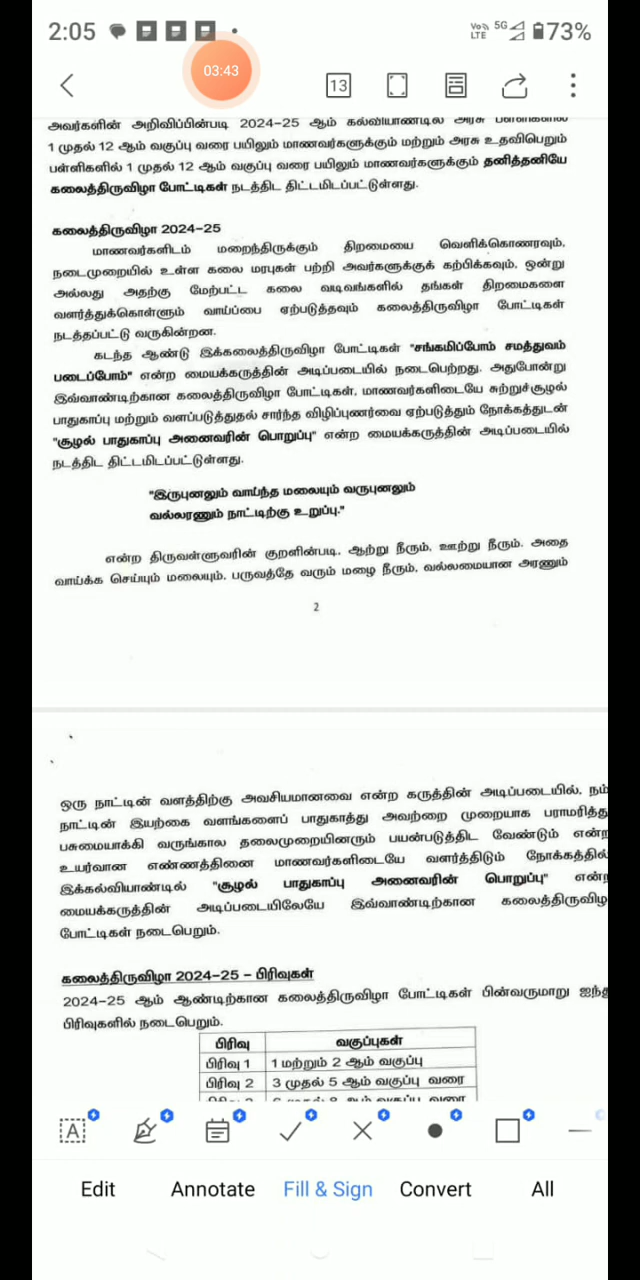 2:05
Vo) 5G
LTE
73%
03:43
13
அவர்களின் அறிவிப்பின்படி 2024-25 ஆம் கல்வியாண்டில் அரசு பள்ளிகளில்
1 முதல் 12 ஆம் வகுப்பு வரை பயிலும் மாணவர்களுக்கும் மற்றும் அரசு உதவிபெறும்
பள்ளிகளில் 1 முதல் 12 ஆம் வகுப்பு வரை பயிலும் மாணவர்களுக்கும் தனித்தனியே
கலைத்திருவிழா போட்டிகள் நடத்திட திட்டமிடப்பட்டுள்ளது.
கலைத்திருவிழா 2024-25
மாணவர்களிடம் மறைந்திருக்கும் திறமையை வெளிக்கொணரவும்,
நடைமுறையில் உள்ள கலை மரபுகள் பற்றி அவர்களுக்குக் கற்பிக்கவும், ஒன்று
அல்லது அதற்கு மேற்பட்ட கலை வடிவங்களில் தங்கள் திறமைகளை
வளர்த்துக்கொள்ளும் வாய்ப்பை ஏற்படுத்தவும் கலைத்திருவிழா போட்டிகள்
நடத்தப்பட்டு வருகின்றன.
கடந்த ஆண்டு இக்கலைத்திருவிழா போட்டிகள் "சங்கமிப்போம் சமத்துவம்
படைப்போம்" என்ற மையக்கருத்தின் அடிப்படையில் நடைபெற்றது. அதுபோன்று
இவ்வாண்டிற்கான கலைத்திருவிழா போட்டிகள், மாணவர்களிடையே சுற்றுச்சூழல்
பாதுகாப்பு மற்றும் வளப்படுத்துதல் சார்ந்த விழிப்புணர்வை ஏற்படுத்தும் நோக்கத்துடன்
"சூழல் பாதுகாப்பு அனைவரின் பொறுப்பு" என்ற மையக்கருத்தின் அடிப்படையில்
நடத்திட திட்டமிடப்பட்டுள்ளது.
"இருபுனலும் வாய்ந்த மலையும் வருபுனலும்
வல்லரணும் நாட்டிற்கு உறுப்பு."
என்ற திருவள்ளுவரின் குறளின்படி, ஆற்று நீரும், ஊற்று நீரும், அதை
வாய்க்க செய்யும் மலையும், பருவத்தே வரும் மழை நீரும், வல்லமையான அரணும்
2
ஒரு நாட்டின் வளத்திற்கு அவசியமானவை என்ற கருத்தின் அடிப்படையில், நம்
நாட்டின் இயற்கை வளங்களைப் பாதுகாத்து அவற்றை முறையாக பராமரித்து
பசுமையாக்கி வருங்கால தலைமுறையினரும் பயன்படுத்திட வேண்டும் என்ற
உயர்வான எண்ணத்தினை மாணவர்களிடையே வளர்த்திடும் நோக்கத்தில்
இக்கல்வியாண்டில் "சூழல் பாதுகாப்பு அனைவரின் பொறுப்பு" என்ற
மையக்கருத்தின் அடிப்படையிலேயே இவ்வாண்டிற்கான கலைத்திருவிழ
போட்டிகள் நடைபெறும்.
கலைத்திருவிழா 2024-25 – பிரிவுகள்
2024-25 ஆம் ஆண்டிற்கான கலைத்திருவிழா போட்டிகள் பின்வருமாறு ஐந்து
பிரிவுகளில் நடைபெறும்.
பிரிவு வகுப்புகள்
பிரிவு 1 1 மற்றும் 2 ஆம் வகுப்பு
பிரிவு 2 3 முதல் 5 ஆம் வகுப்பு வரை
A
Edit Annotate Fill & Sign Convert All